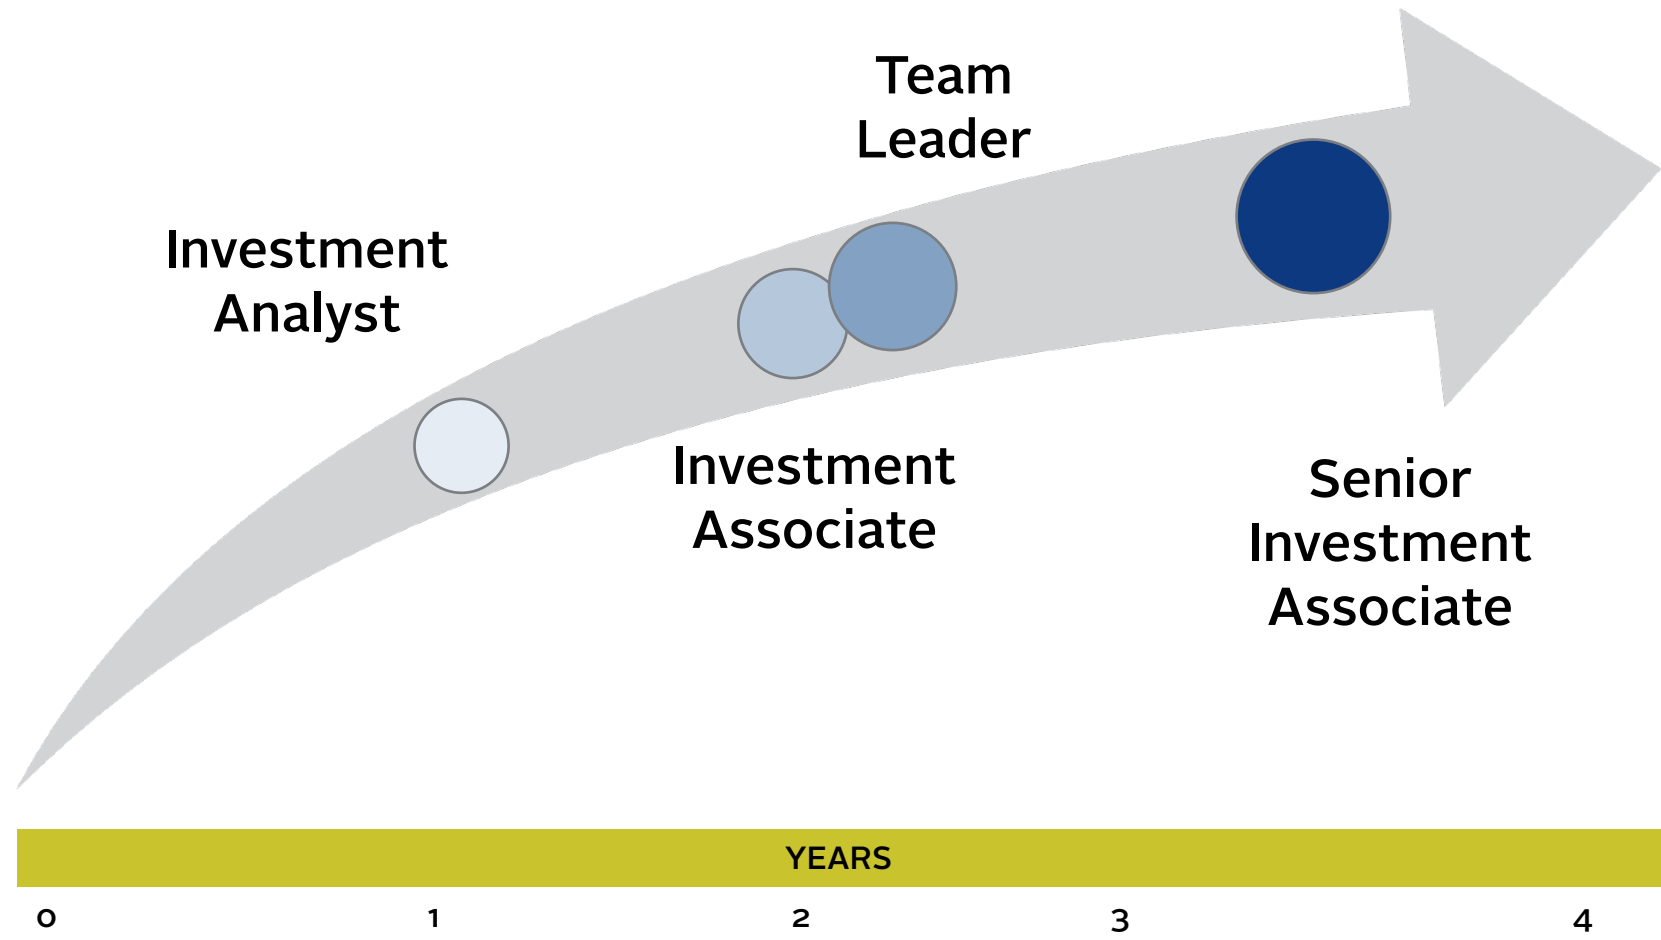 Team
Leader
Investment
Analyst
Investment
Associate
Senior
Investment
Associate
YEARS
0 1 2 3 4